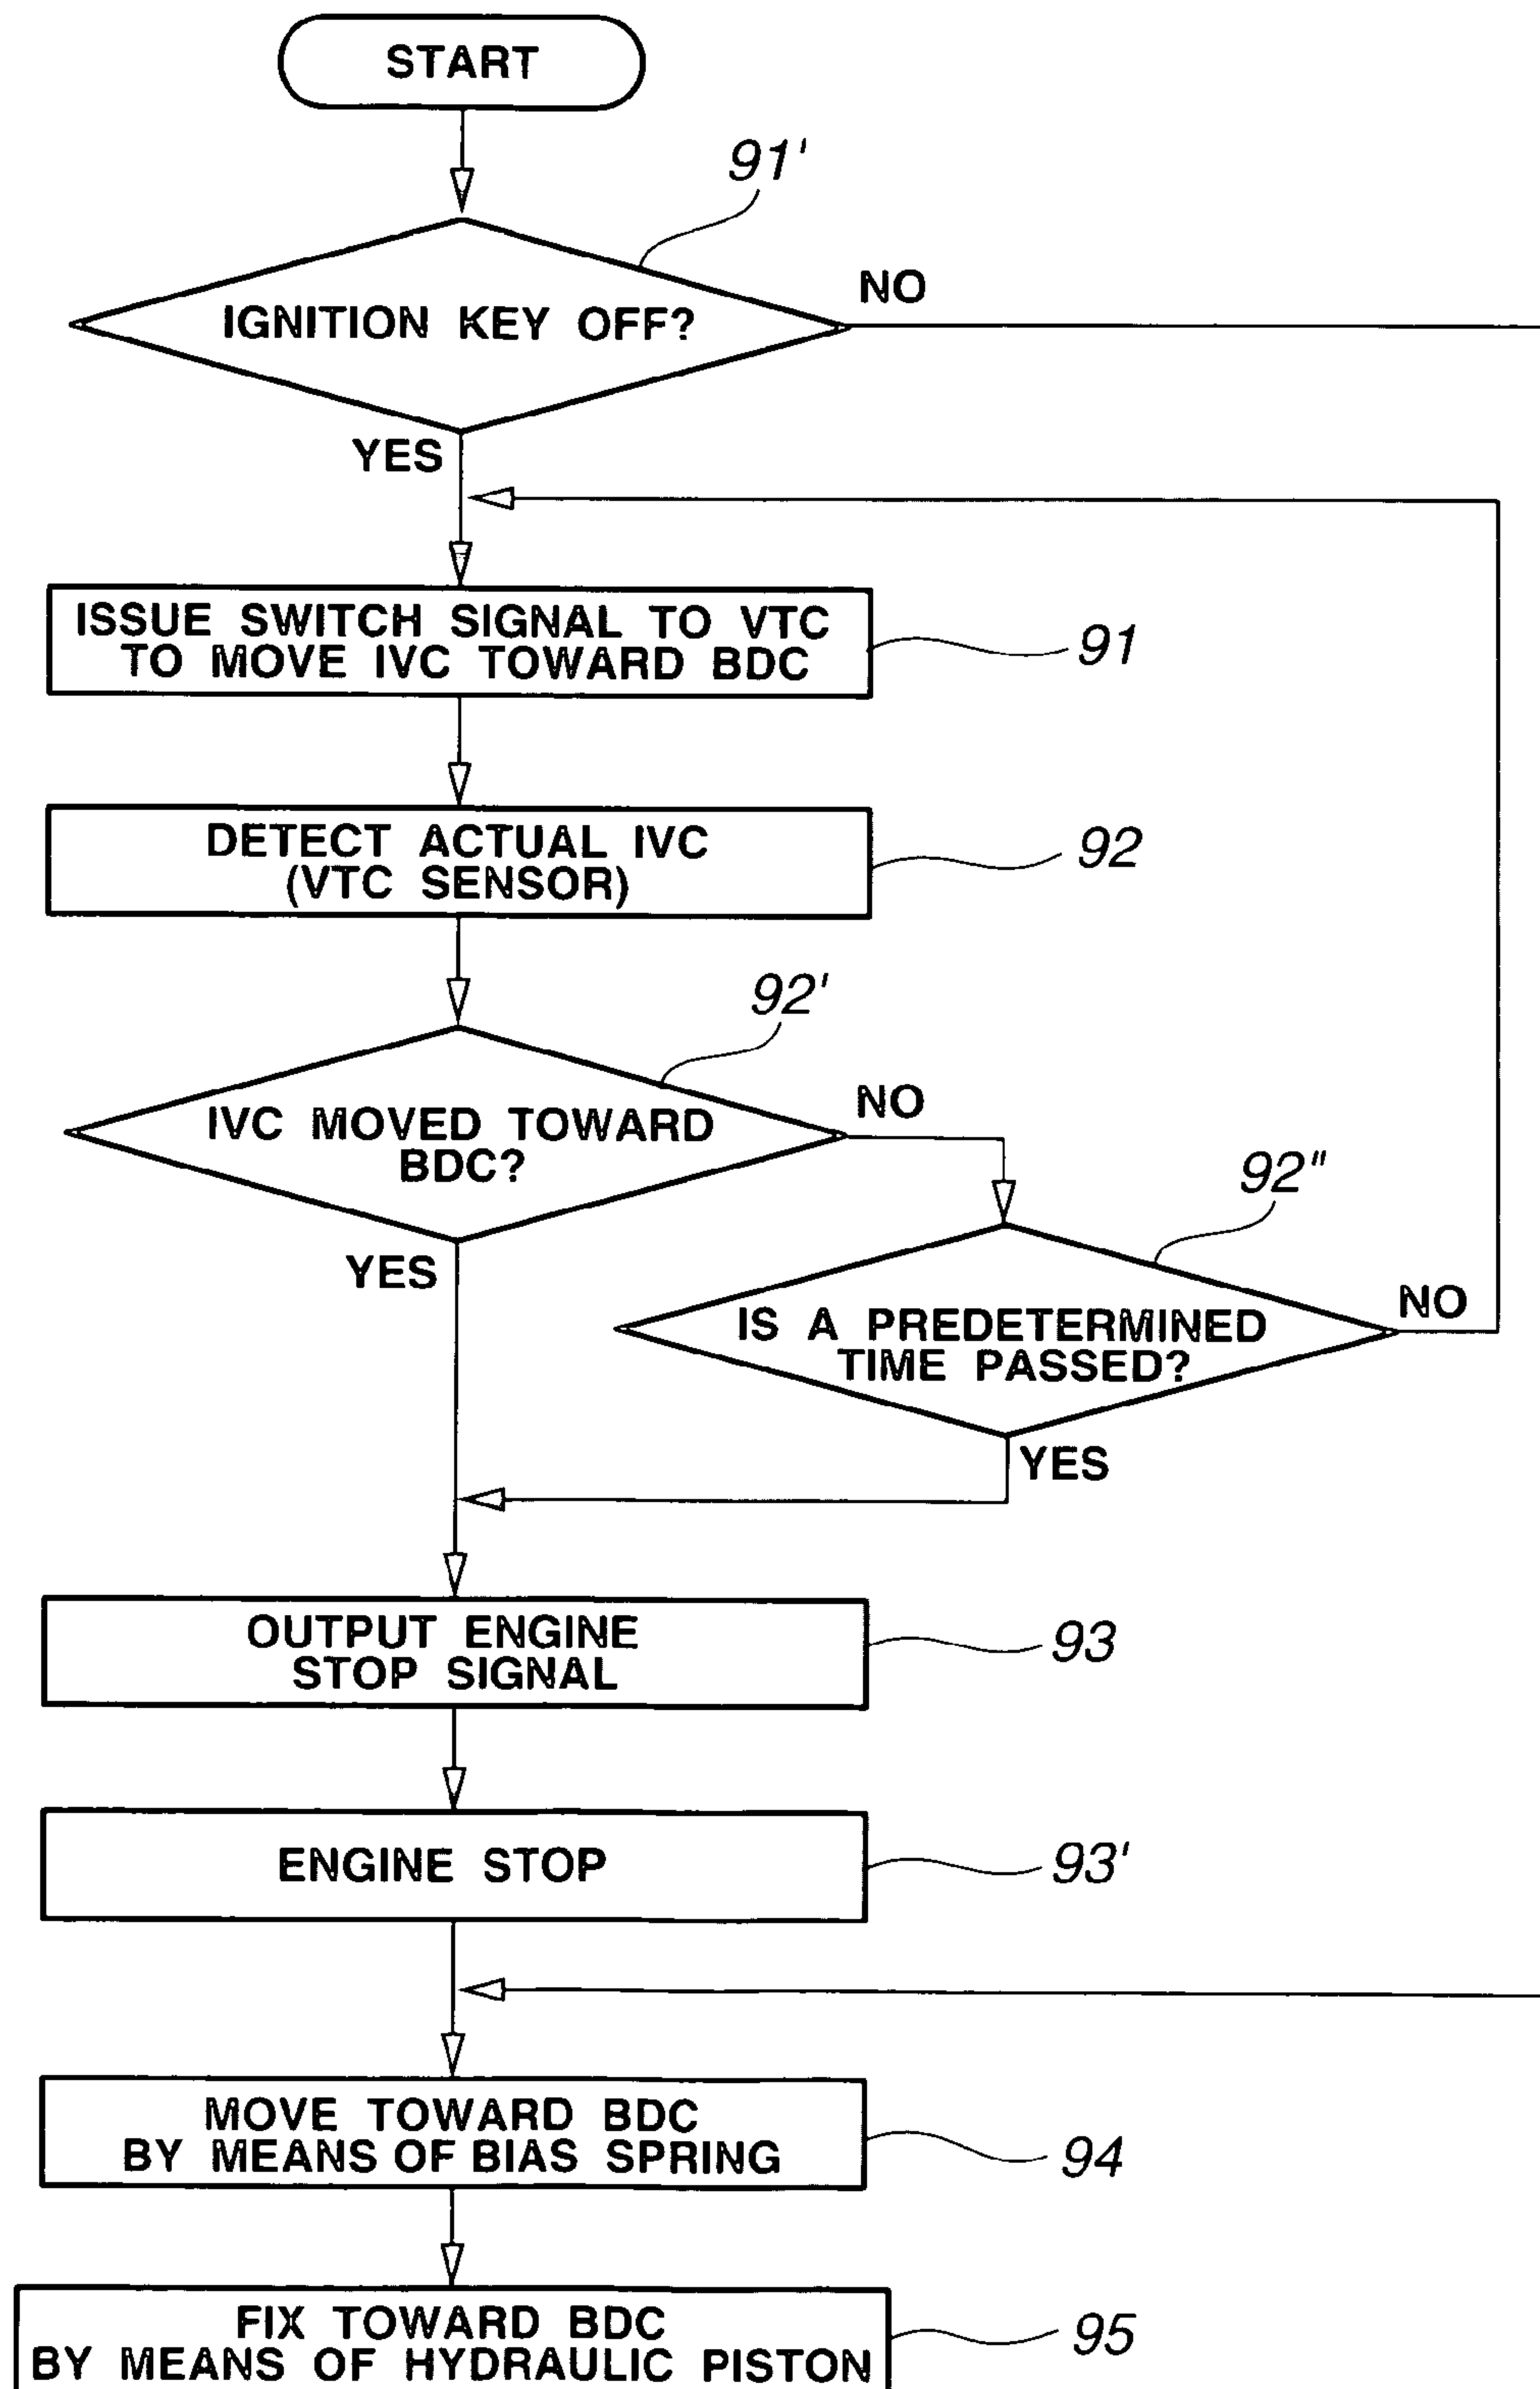 START
91'
IGNITION KEY OFF?
NO
YES
ISSUE SWITCH SIGNAL TO VTC
TO MOVE IVC TOWARD BDC
91
DETECT ACTUAL IVC
(VTC SENSOR)
92
92'
IVC MOVED TOWARD
BDC?
NO
YES
92"
IS A PREDETERMINED
TIME PASSED?
NO
YES
OUTPUT ENGINE
STOP SIGNAL
93
ENGINE STOP
93'
MOVE TOWARD BDC
BY MEANS OF BIAS SPRING
94
FIX TOWARD BDC
BY MEANS OF HYDRAULIC PISTON
95